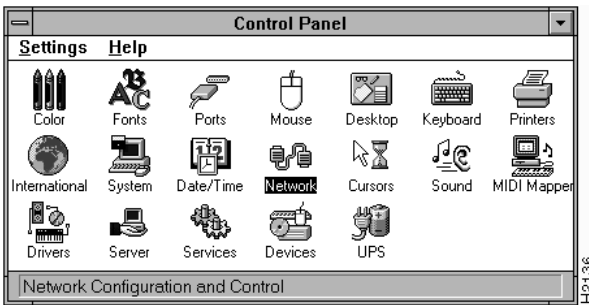 Control Panel
Settings Help
Color Fonts Ports Mouse Desktop Keyboard Printers
International System Date/Time Network Cursors Sound MIDI Mapper
Drivers Server Services Devices UPS
Network Configuration and Control
H3136